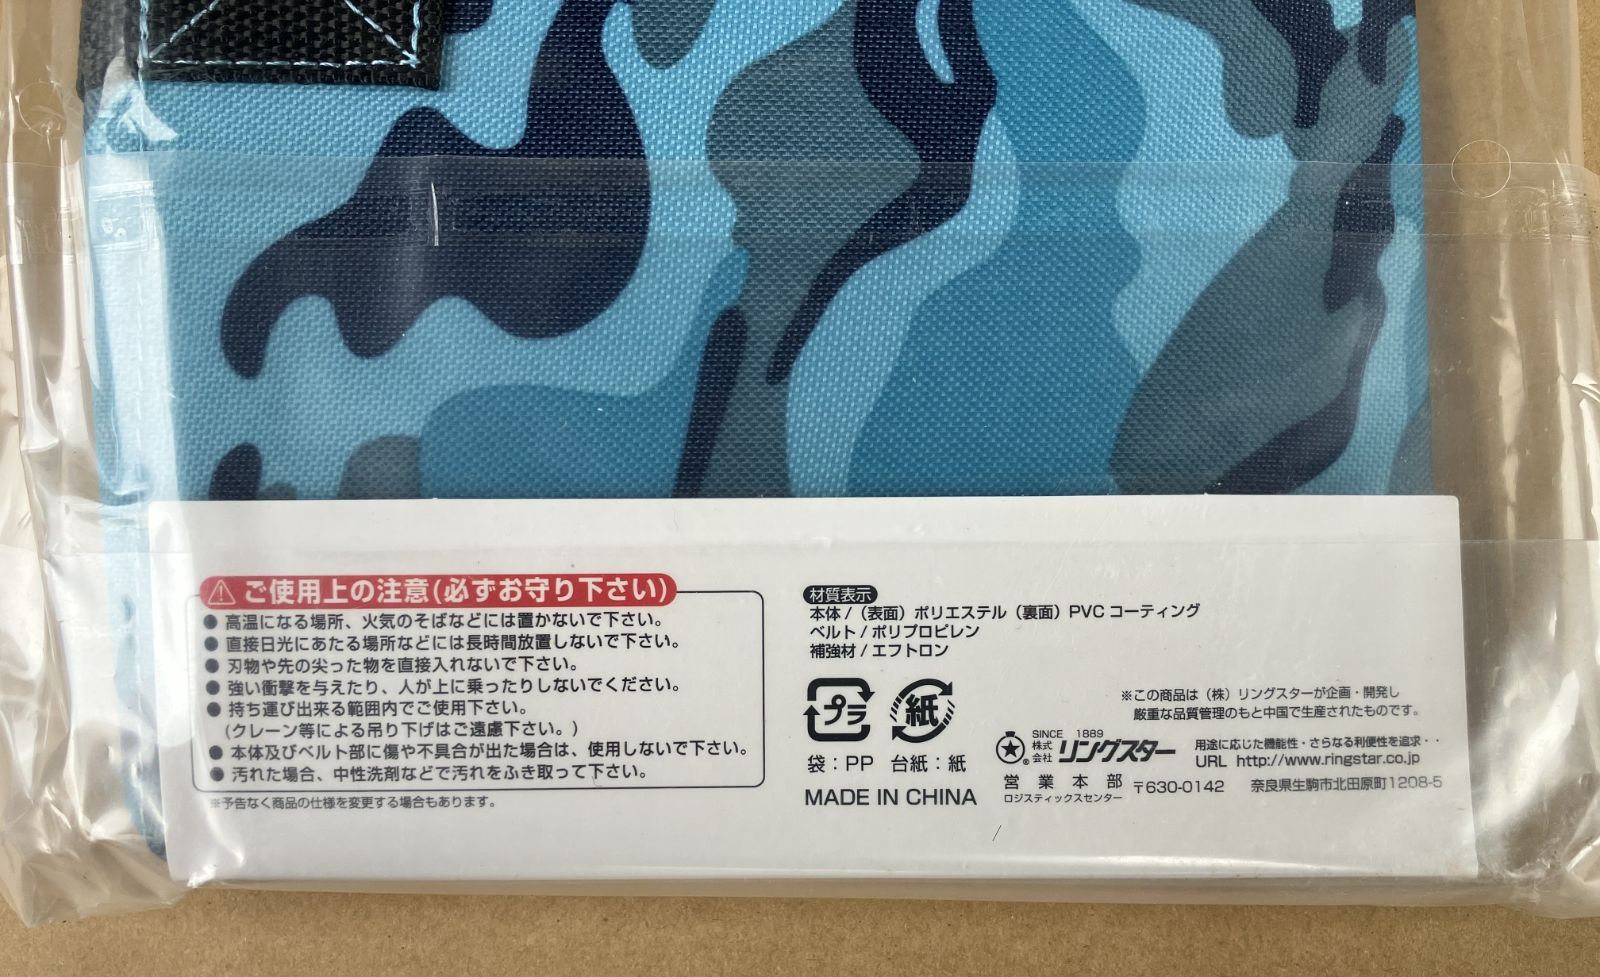 ご使用上の注意(必ずお守り下さい)
● 高温になる場所、火気のそばなどには置かないで下さい。
● 直接日光にあたる場所などには長時間放置しないで下さい。
● 刃物や先の尖った物を直接入れないで下さい。
● 強い衝撃を与えたり、人が上に乗ったりしないでください。
● 持ち運び出来る範囲内でご使用下さい。
(クレーン等による吊り下げはご遠慮下さい。)
● 本体及びベルト部に傷や不具合が出た場合は、使用しないで下さい。
● 汚れた場合、中性洗剤などで汚れをふき取って下さい。
※予告なく商品の仕様を変更する場合もあります。
材質表示
本体/（表面）ポリエステル（裏面）PVCコーティング
ベルト/ポリプロピレン
補強材/エフトロン
プラ 紙
袋：PP 台紙：紙
MADE IN CHINA
※この商品は（株）リングスターが企画・開発し
厳重な品質管理のもと中国で生産されたものです。
SINCE 1889
株式会社 リングスター
用途に応じた機能性・さらなる利便性を追求・・
URL http://www.ringstar.co.jp
営業本部
ロジスティックスセンター
〒630-0142 奈良県生駒市北田原町1208-5